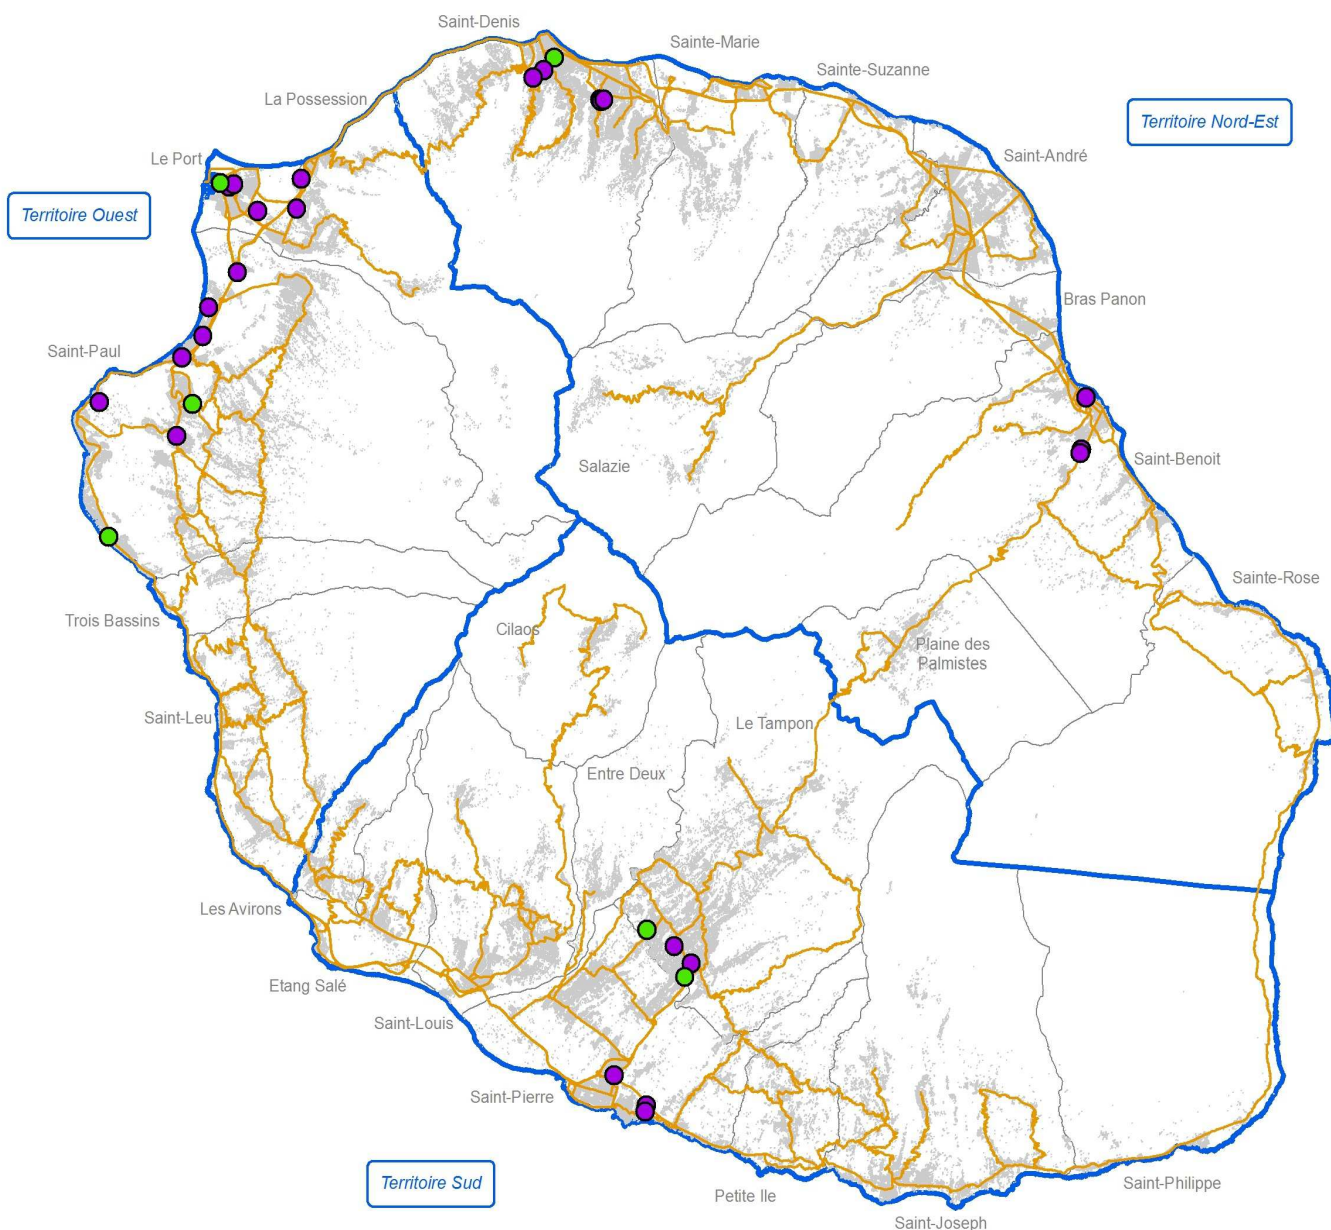 Saint-Denis
Sainte-Marie
Sainte-Suzanne
La Possession
Territoire Nord-Est
Le Port
Saint-André
Territoire Ouest
Bras Panon
Saint-Paul
Salazie
Saint-Benoit
Sainte-Rose
Trois Bassins
Cilaos
Plaine des
Palmistes
Saint-Leu
Le Tampon
Entre Deux
Les Avirons
Etang Salé
Saint-Louis
Saint-Pierre
Territoire Sud
Petite Ile
Saint-Philippe
Saint-Joseph